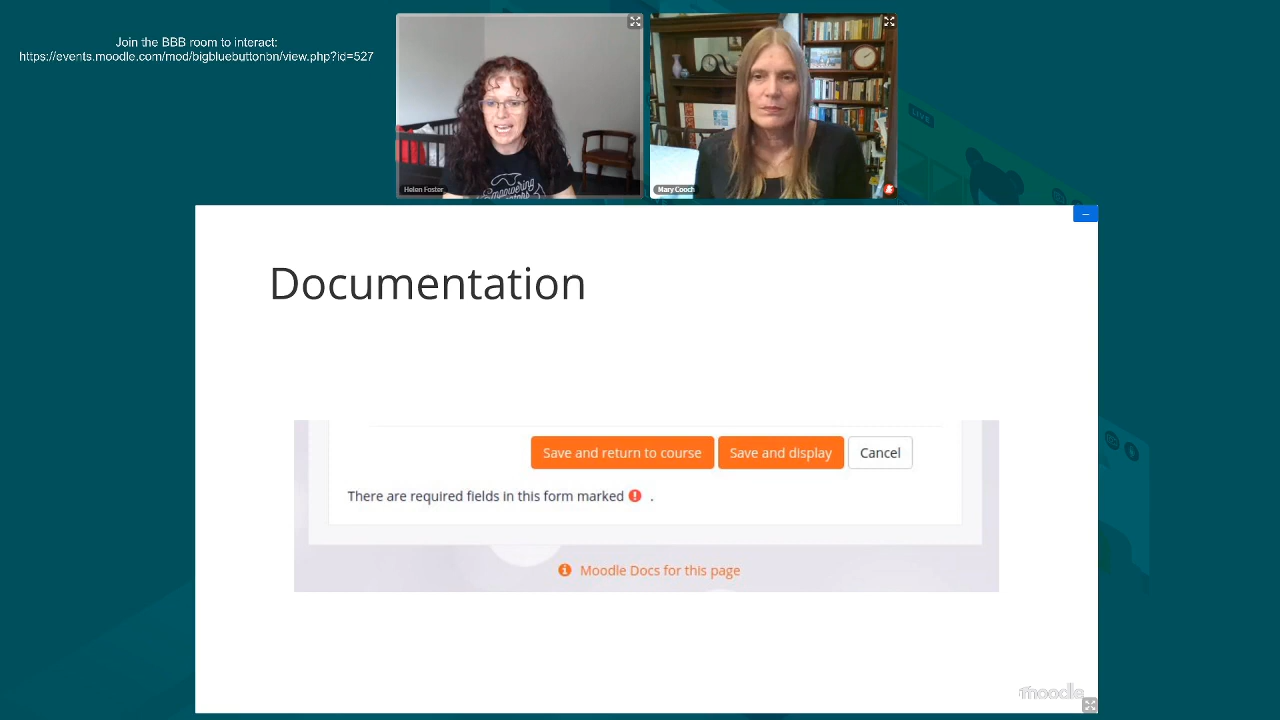 Join the BBB room to interact:
https://events.moodle.com/mod/bigbluebuttonbn/view.php?id=527
LIVE
Empowering
Helen Foster
Mary Cooch
Documentation
Save and return to course
Save and display
Cancel
There are required fields in this form marked .
Moodle Docs for this page
moodle